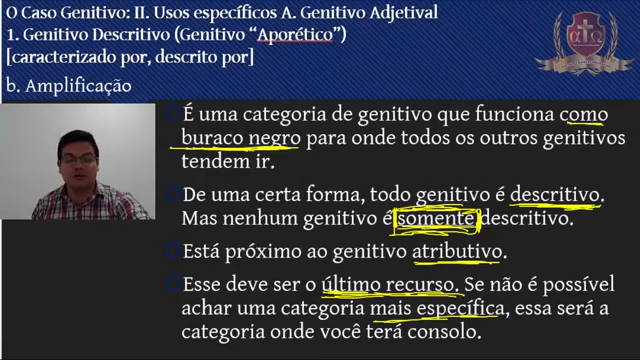 O Caso Genitivo: II. Usos específicos A. Genitivo Adjetival
1. Genitivo Descritivo (Genitivo “Aporético”)
[caracterizado por, descrito por]
b. Amplificação
É uma categoria de genitivo que funciona como
buraco negro para onde todos os outros genitivos
tendem ir.
De uma certa forma, todo genitivo é descritivo.
Mas nenhum genitivo é somente descritivo.
Está próximo ao genitivo atributivo.
Esse deve ser o último recurso. Se não é possível
achar uma categoria mais específica, essa será a
categoria onde você terá consolo.